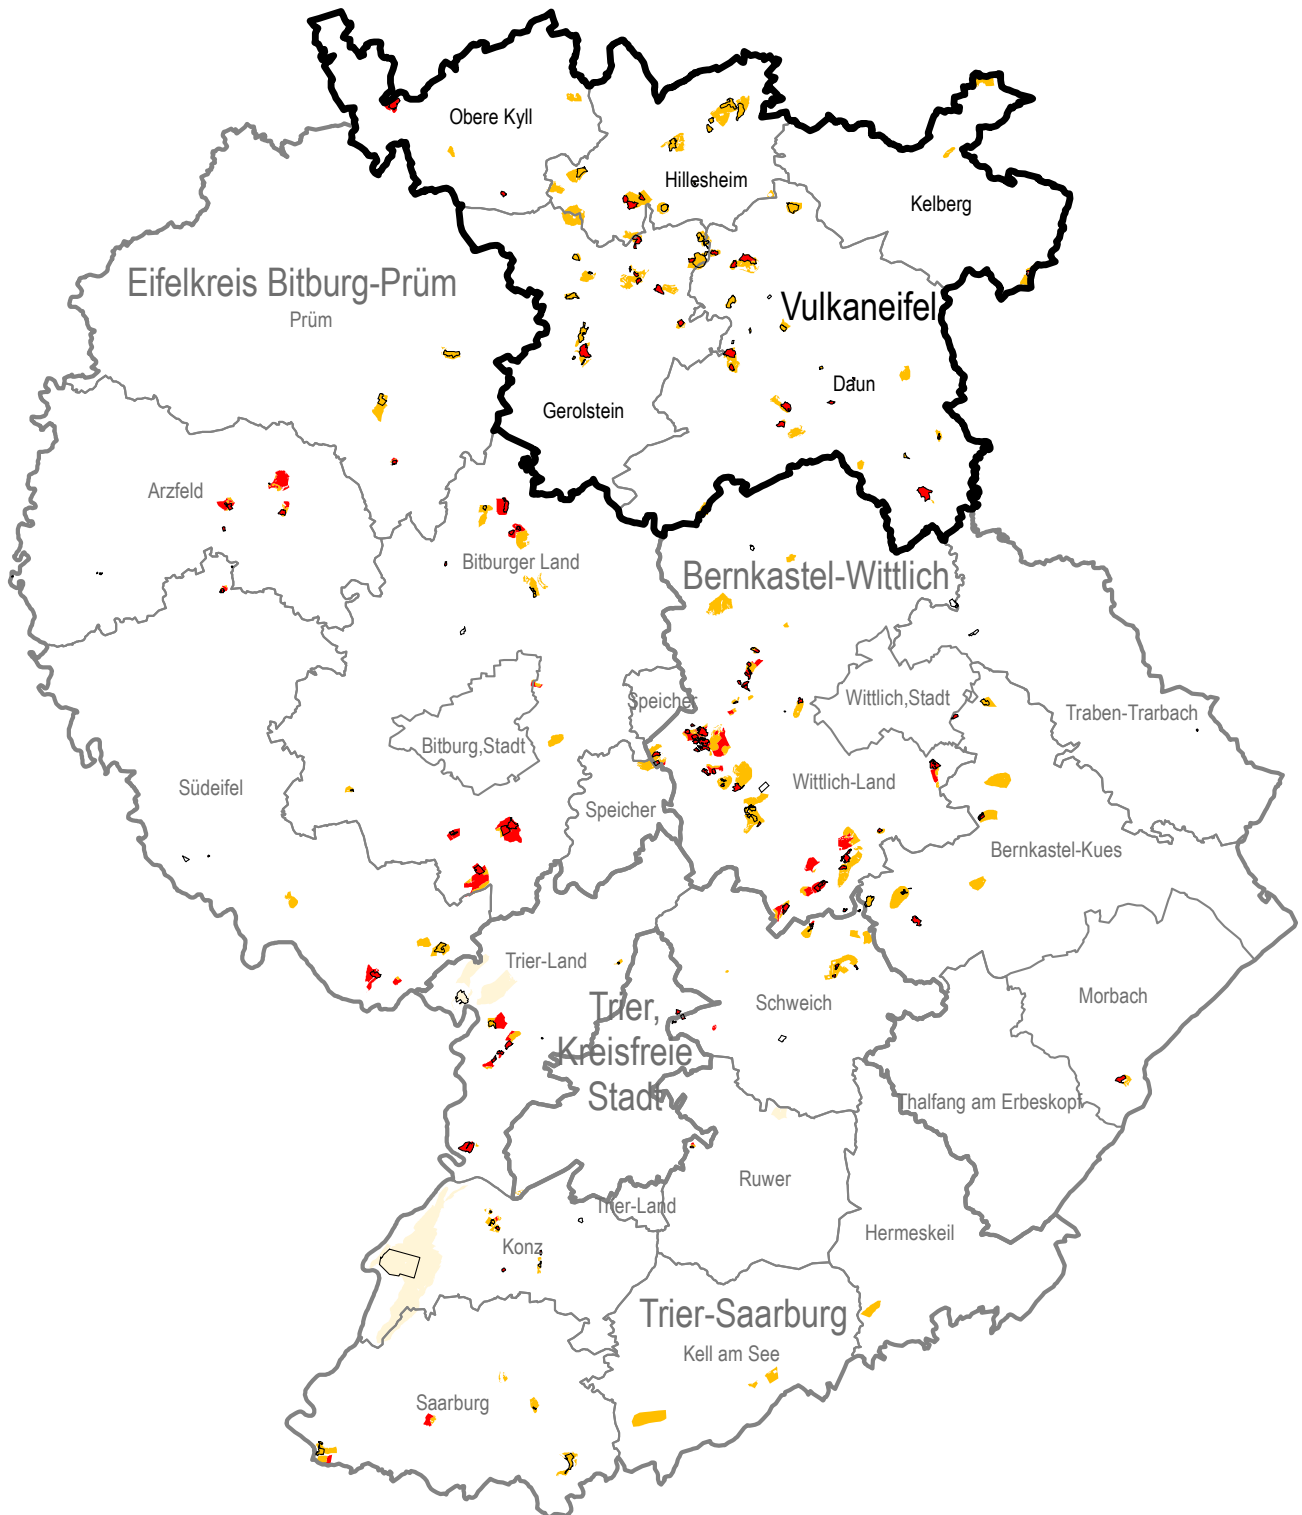 Obere Kyll
Hillesheim
Kelberg
Eifelkreis Bitburg-Prüm
Prüm
Vulkaneifel
Daun
Gerolstein
Arzfeld
Bitburger Land
Bernkastel-Wittlich
Speicher
Wittlich,Stadt
Traben-Trarbach
Bitburg,Stadt
Südeifel
Wittlich-Land
Speicher
Bernkastel-Kues
Trier-Land
Morbach
Schweich
Trier,
Kreisfreie
Stadt
Thalfang am Erbeskopf
Ruwer
Trier-Land
Hermeskeil
Konz
Trier-Saarburg
Kell am See
Saarburg